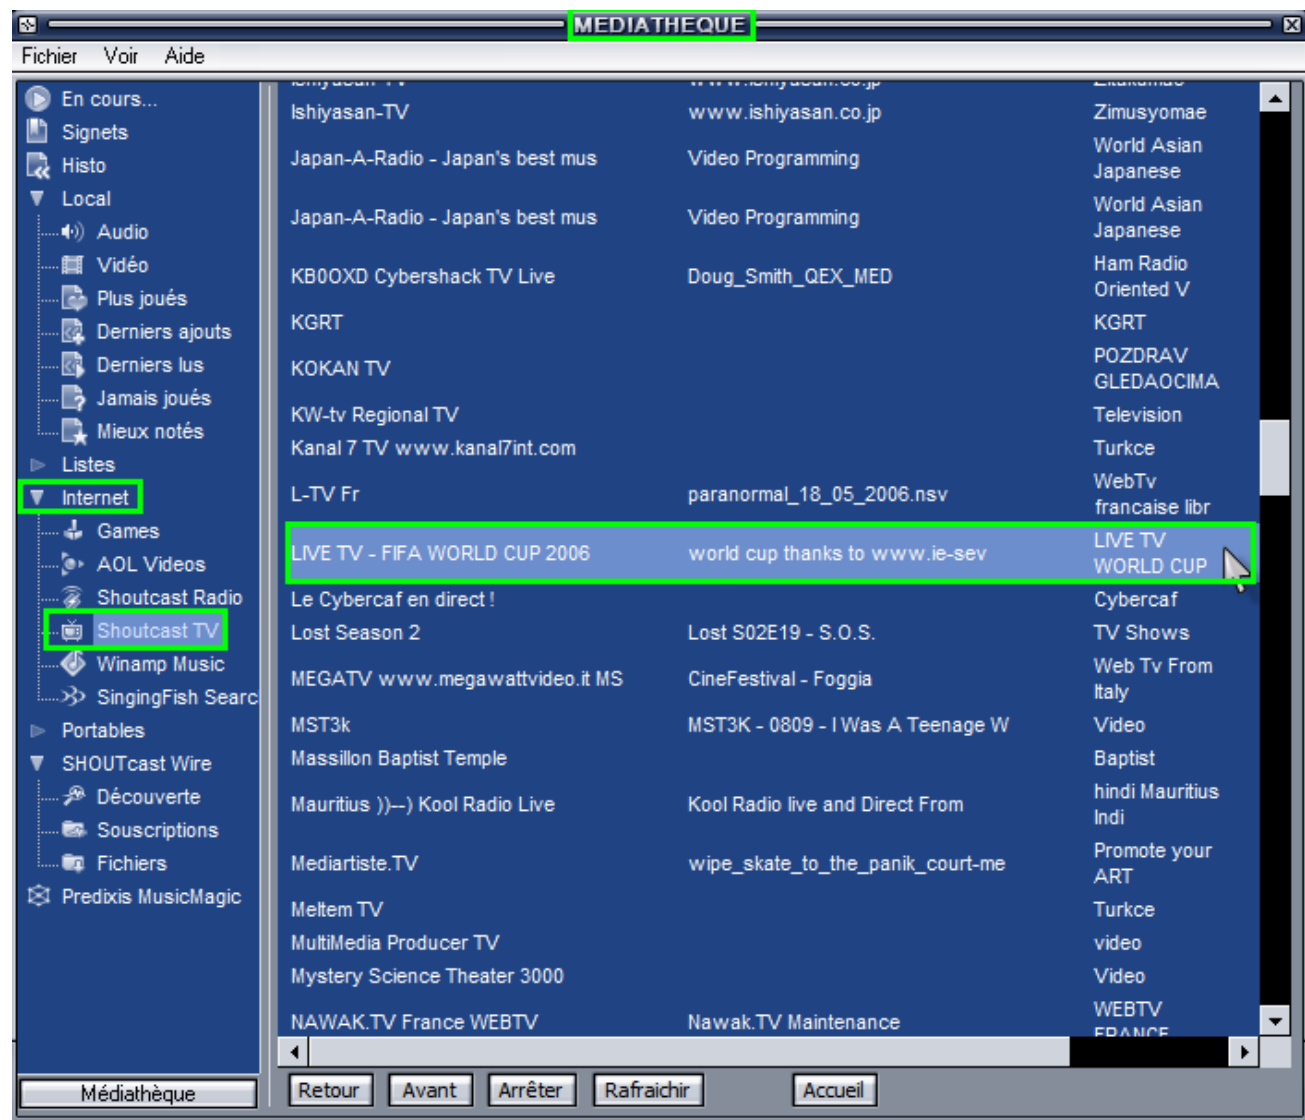 MEDIATHEQUE
Fichier Voir Aide
En cours...
Signets
Histo
Local
Audio
Vidéo
Plus joués
Derniers ajouts
Derniers lus
Jamais joués
Mieux notés
Listes
Internet
Games
AOL Videos
Shoutcast Radio
Shoutcast TV
Winamp Music
SingingFish Searc
Portables
SHOUTcast Wire
Découverte
Souscriptions
Fichiers
Predixis MusicMagic
Médiathèque
Ishiyasan-TV www.ishiyasan.co.jp Zimusyomae
Japan-A-Radio - Japan's best mus Video Programming World Asian
Japanese
Japan-A-Radio - Japan's best mus Video Programming World Asian
Japanese
KB0OXD Cybershack TV Live Doug_Smith_QEX_MED Ham Radio
Oriented V
KGRT KGRT
KOKAN TV POZDRAV
GLEDAOCIMA
KW-tv Regional TV Television
Kanal 7 TV www.kanal7int.com Turkce
L-TV Fr paranormal_18_05_2006.nsv WebTv
francaise libr
LIVE TV - FIFA WORLD CUP 2006 world cup thanks to www.ie-sev LIVE TV
WORLD CUP
Le Cybercaf en direct ! Cybercaf
Lost Season 2 Lost S02E19 - S.O.S. TV Shows
MEGATV www.megawattvideo.it MS CineFestival - Foggia Web Tv From
Italy
MST3k MST3K - 0809 - I Was A Teenage W Video
Massillon Baptist Temple Baptist
Mauritius ))--) Kool Radio Live Kool Radio live and Direct From hindi Mauritius
Indi
Mediartiste.TV wipe_skate_to_the_panik_court-me Promote your
ART
Meltem TV Turkce
MultiMedia Producer TV video
Mystery Science Theater 3000 Video
NAWAK.TV France WEBTV Nawak.TV Maintenance WEBTV
FRANCE
Retour Avant Arrêter Rafraichir Accueil